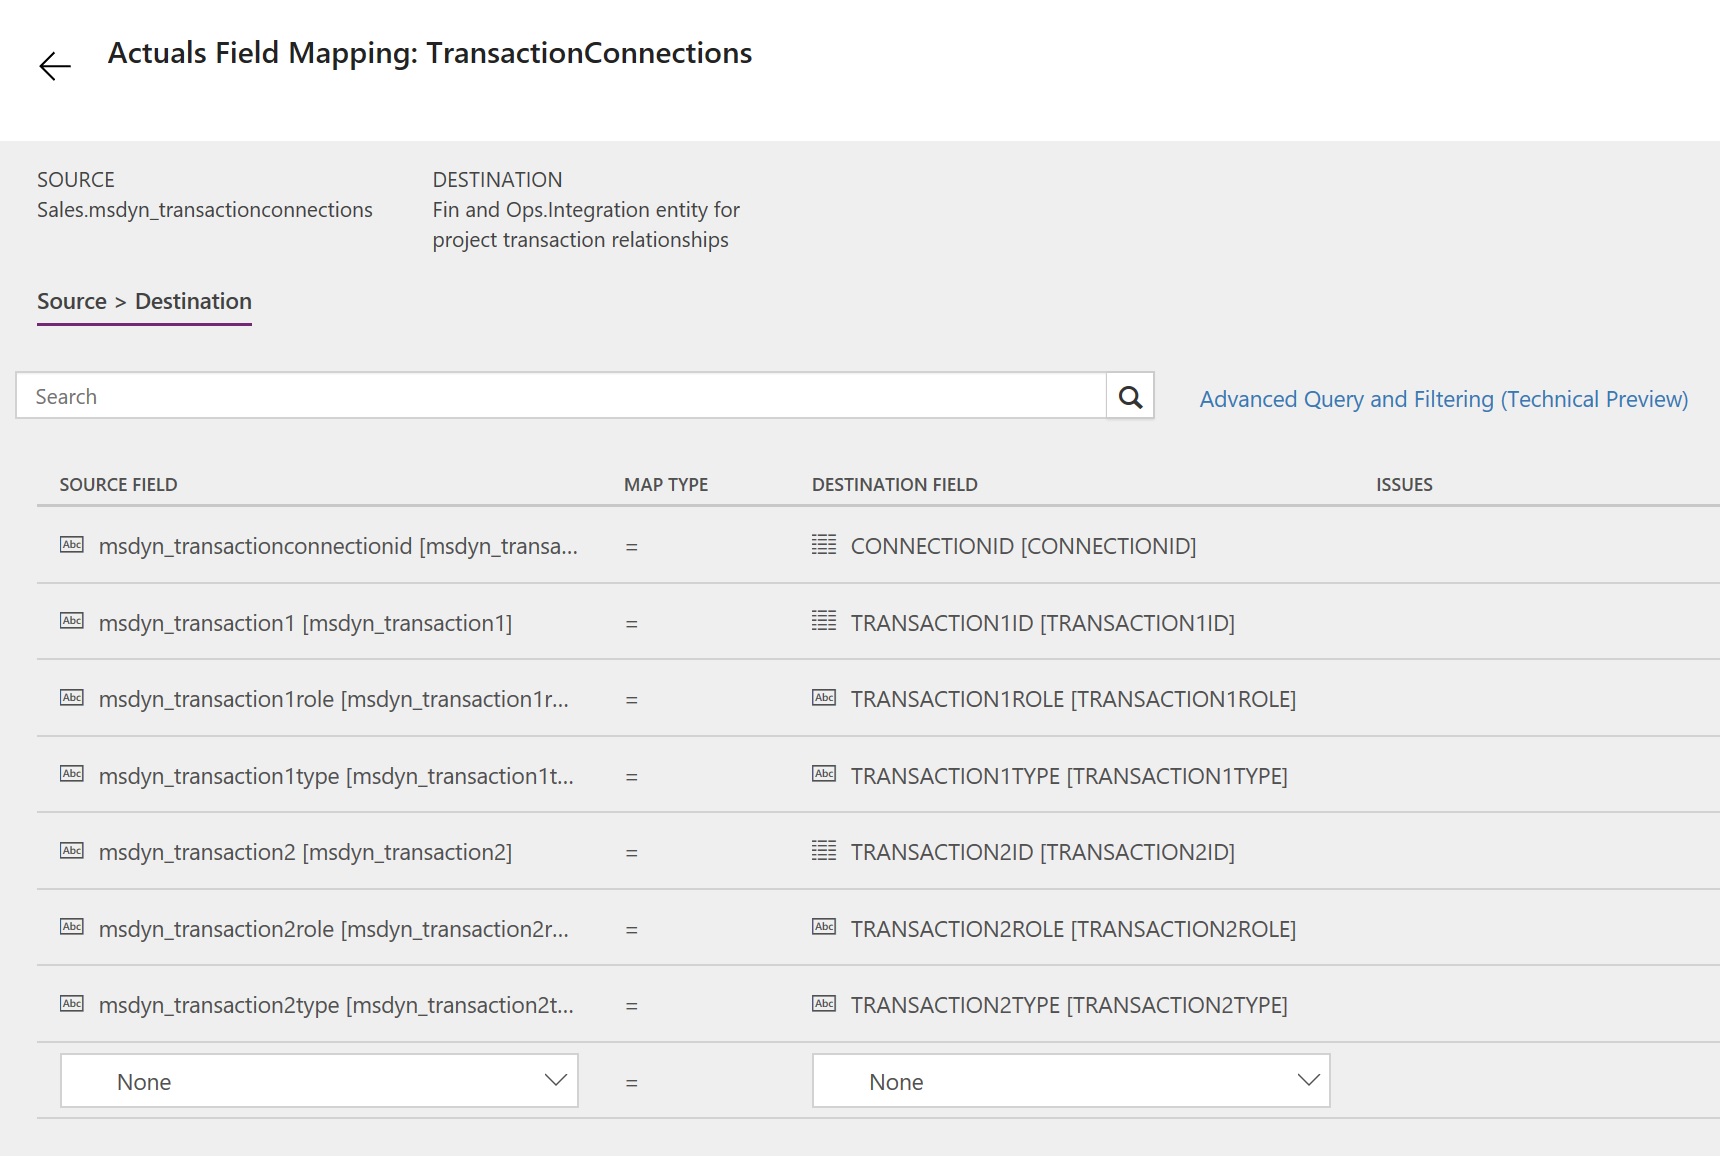 Actuals Field Mapping: TransactionConnections
SOURCE
Sales.msdyn_transactionconnections
DESTINATION
Fin and Ops.Integration entity for
project transaction relationships
Source > Destination
Search
Advanced Query and Filtering (Technical Preview)
SOURCE FIELD MAP TYPE DESTINATION FIELD ISSUES
Abc msdyn_transactionconnectionid [msdyn_transa... = CONNECTIONID [CONNECTIONID]
Abc msdyn_transaction1 [msdyn_transaction1] = TRANSACTION1ID [TRANSACTION1ID]
Abc msdyn_transaction1role [msdyn_transaction1r... = Abc TRANSACTION1ROLE [TRANSACTION1ROLE]
Abc msdyn_transaction1type [msdyn_transaction1t... = Abc TRANSACTION1TYPE [TRANSACTION1TYPE]
Abc msdyn_transaction2 [msdyn_transaction2] = TRANSACTION2ID [TRANSACTION2ID]
Abc msdyn_transaction2role [msdyn_transaction2r... = Abc TRANSACTION2ROLE [TRANSACTION2ROLE]
Abc msdyn_transaction2type [msdyn_transaction2t... = Abc TRANSACTION2TYPE [TRANSACTION2TYPE]
None = None